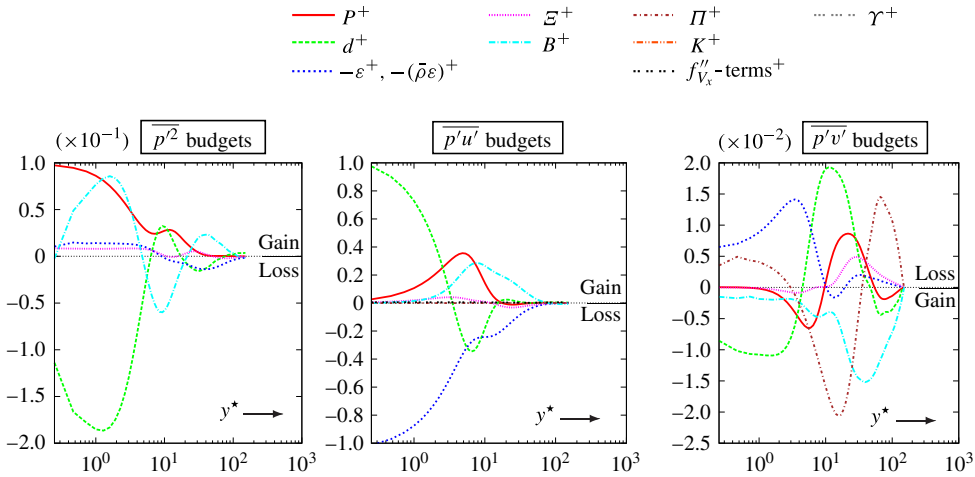 P⁺ Ξ⁺ Π⁺ ϒ⁺
d⁺ B⁺ K⁺
−ε⁺, −(ρ̄ε)⁺ f″_{V_x}-terms⁺
(×10⁻¹) \overline{p′²} budgets \overline{p′u′} budgets (×10⁻²) \overline{p′v′} budgets
1.0 1.0 2.0
0.8 1.5
0.5 0.6 1.0
0.4 0.5
0 Gain 0.2 Gain 0 Loss
Loss 0 Loss Gain
−0.5 −0.2 −0.5
−0.4 −1.0
−1.0 −0.6 −1.5
−1.5 y⋆ −0.8 y⋆ −2.0 y⋆
−2.0 −1.0 −2.5
10⁰ 10¹ 10² 10³ 10⁰ 10¹ 10² 10³ 10⁰ 10¹ 10² 10³